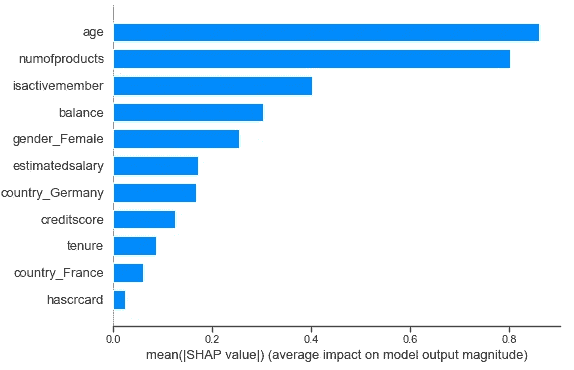 age
numofproducts
isactivemember
balance
gender_Female
estimatedsalary
country_Germany
creditscore
tenure
country_France
hascrcard
0.0 0.2 0.4 0.6 0.8
mean(|SHAP value|) (average impact on model output magnitude)